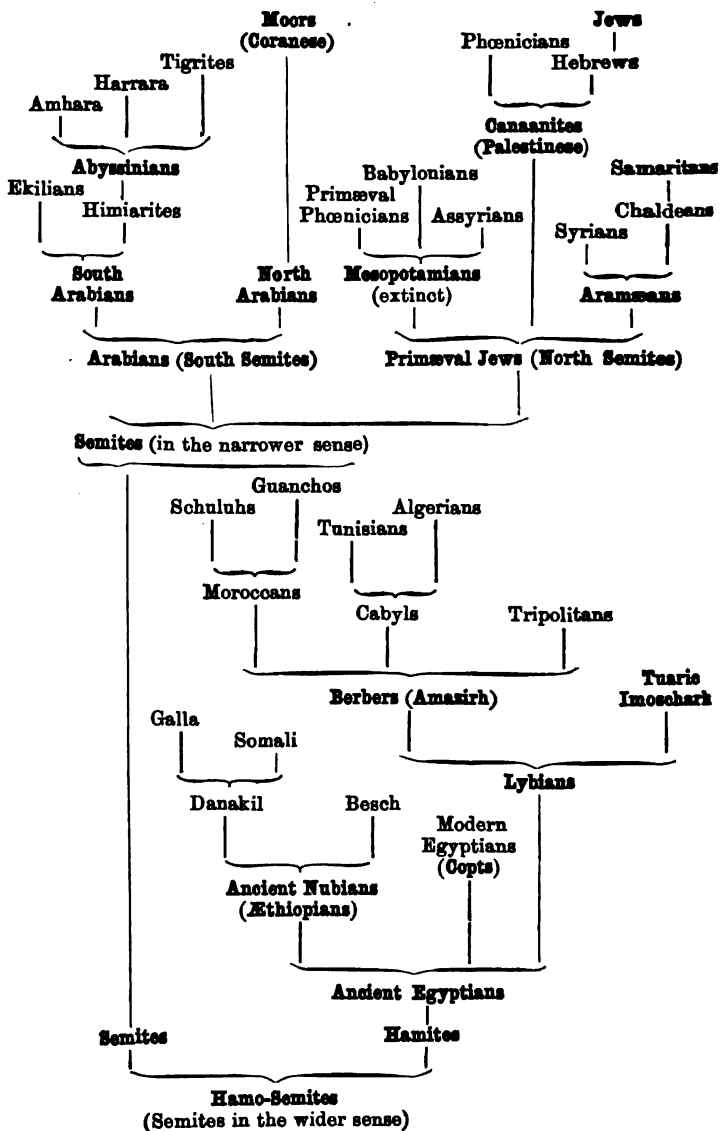 Moors
(Coranese)
Jews
Phœnicians
Hebrews
Tigrites
Harrara
Amhara
Canaanites
(Palestinese)
Abyssinians
Samaritans
Ekilians
Himiarites
Babylonians
Primæval
Phœnicians
Assyrians
Chaldeans
Syrians
South
Arabians
North
Arabians
Mesopotamians
(extinct)
Aramæans
Arabians (South Semites)
Primæval Jews (North Semites)
Semites (in the narrower sense)
Guanchos
Schuluhs
Algerians
Tunisians
Moroccans
Cabyls
Tripolitans
Berbers (Amazirh)
Tuaric
Imoschark
Galla
Somali
Lybians
Danakil
Besch
Modern
Egyptians
(Copts)
Ancient Nubians
(Æthiopians)
Ancient Egyptians
Semites
Hamites
Hamo-Semites
(Semites in the wider sense)